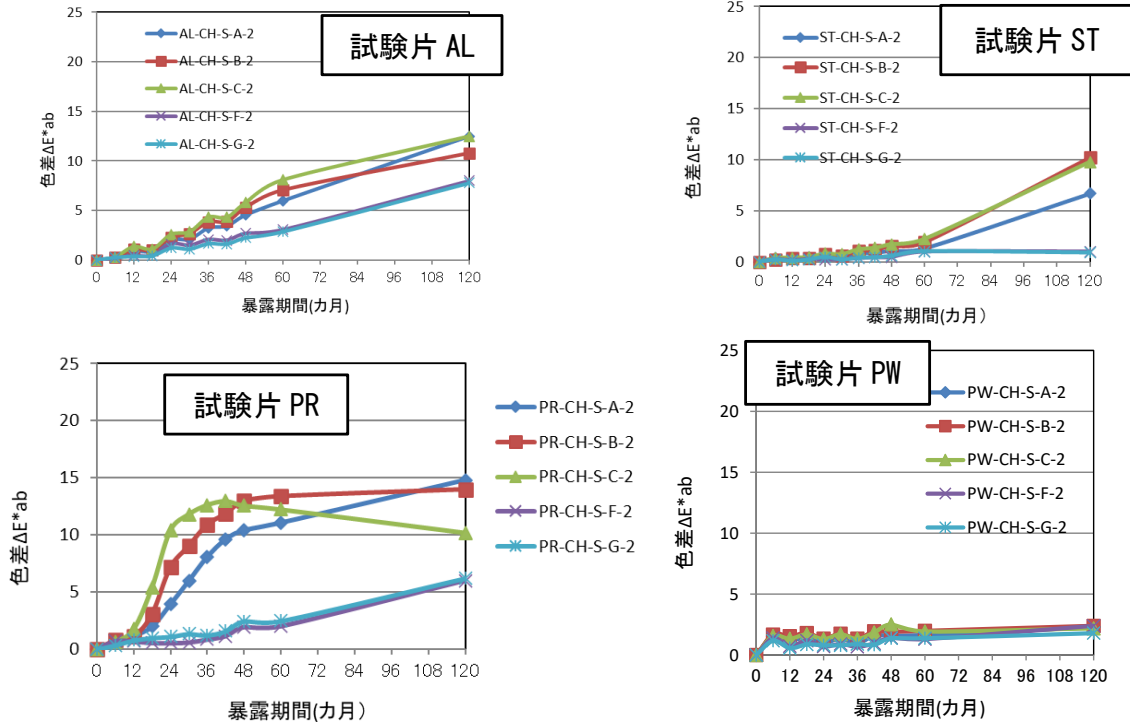 試験片 AL
色差ΔE*ab
25
20
15
10
5
0
AL-CH-S-A-2
AL-CH-S-B-2
AL-CH-S-C-2
AL-CH-S-F-2
AL-CH-S-G-2
0 12 24 36 48 60 72 84 96 108 120
暴露期間(カ月)
試験片 ST
色差ΔE*ab
25
20
15
10
5
0
ST-CH-S-A-2
ST-CH-S-B-2
ST-CH-S-C-2
ST-CH-S-F-2
ST-CH-S-G-2
0 12 24 36 48 60 72 84 96 108 120
暴露期間(カ月)
試験片 PR
色差ΔE*ab
25
20
15
10
5
0
PR-CH-S-A-2
PR-CH-S-B-2
PR-CH-S-C-2
PR-CH-S-F-2
PR-CH-S-G-2
0 12 24 36 48 60 72 84 96 108 120
暴露期間(カ月)
試験片 PW
色差ΔE*ab
25
20
15
10
5
0
PW-CH-S-A-2
PW-CH-S-B-2
PW-CH-S-C-2
PW-CH-S-F-2
PW-CH-S-G-2
0 12 24 36 48 60 72 84 96 108 120
暴露期間(カ月)